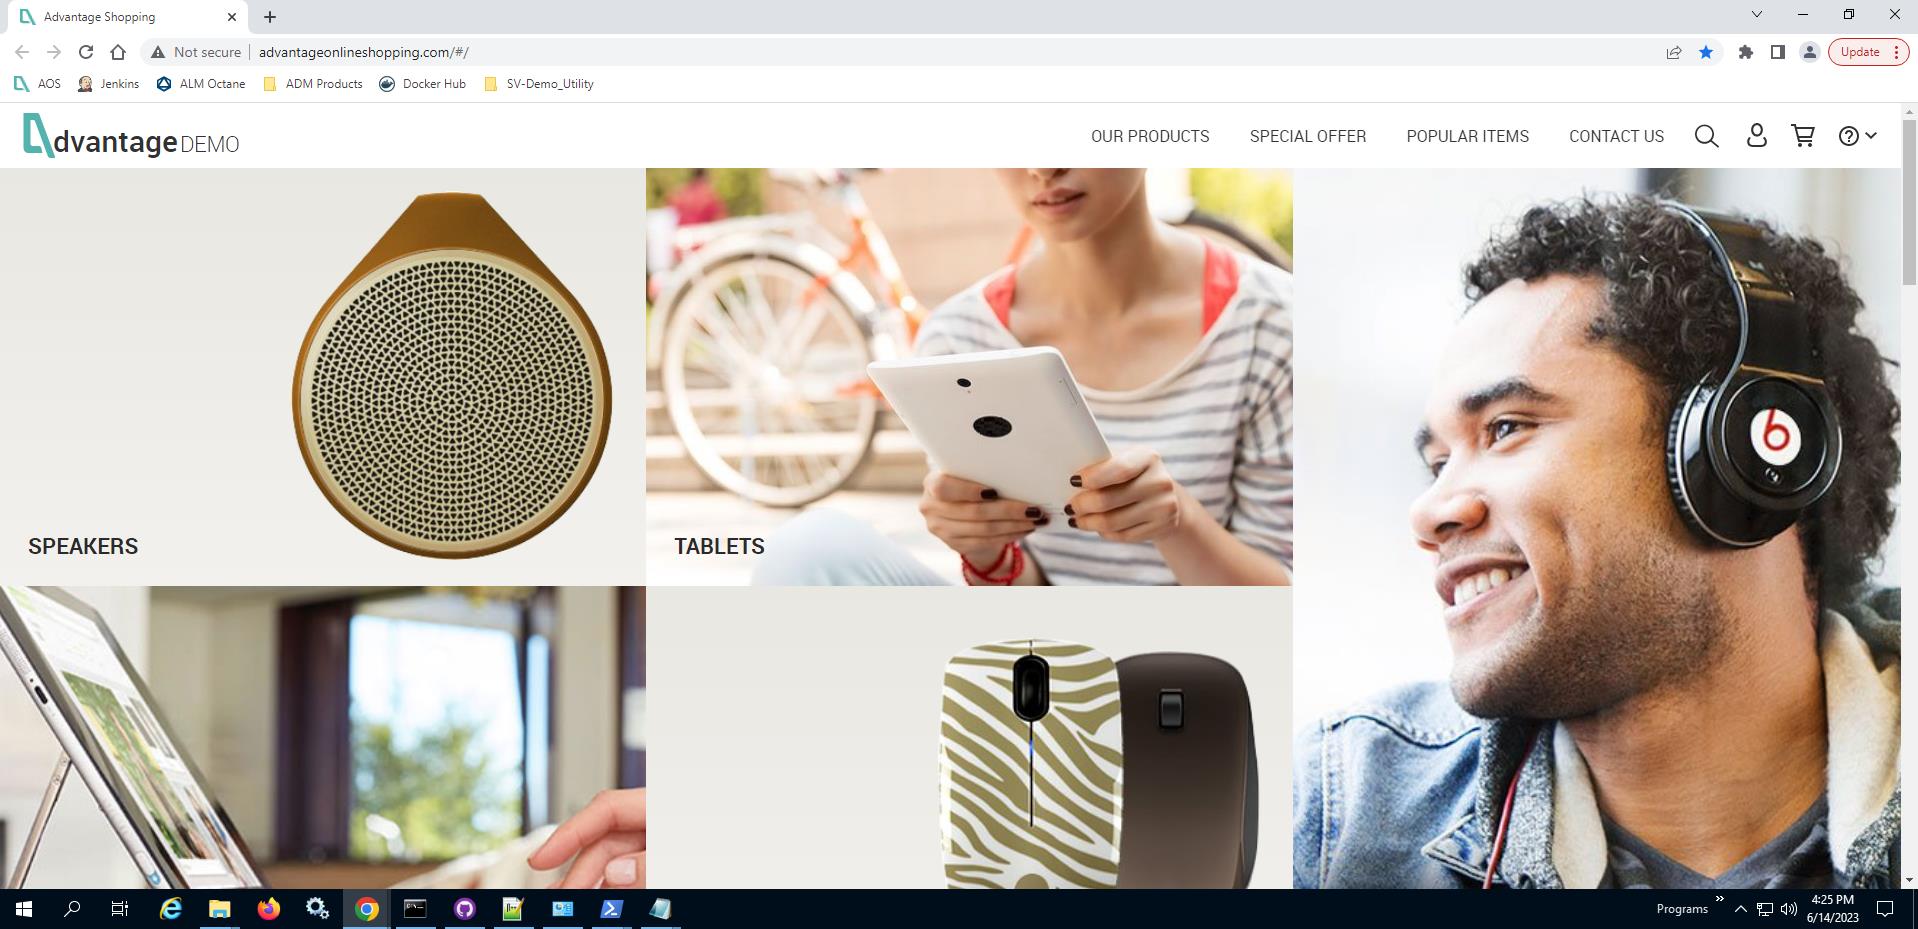 Advantage Shopping
Not secure advantageonlineshopping.com/#/ Update
AOS Jenkins ALM Octane ADM Products Docker Hub SV-Demo_Utility
dvantage DEMO OUR PRODUCTS SPECIAL OFFER POPULAR ITEMS CONTACT US
SPEAKERS
TABLETS
Programs
4:25 PM
6/14/2023